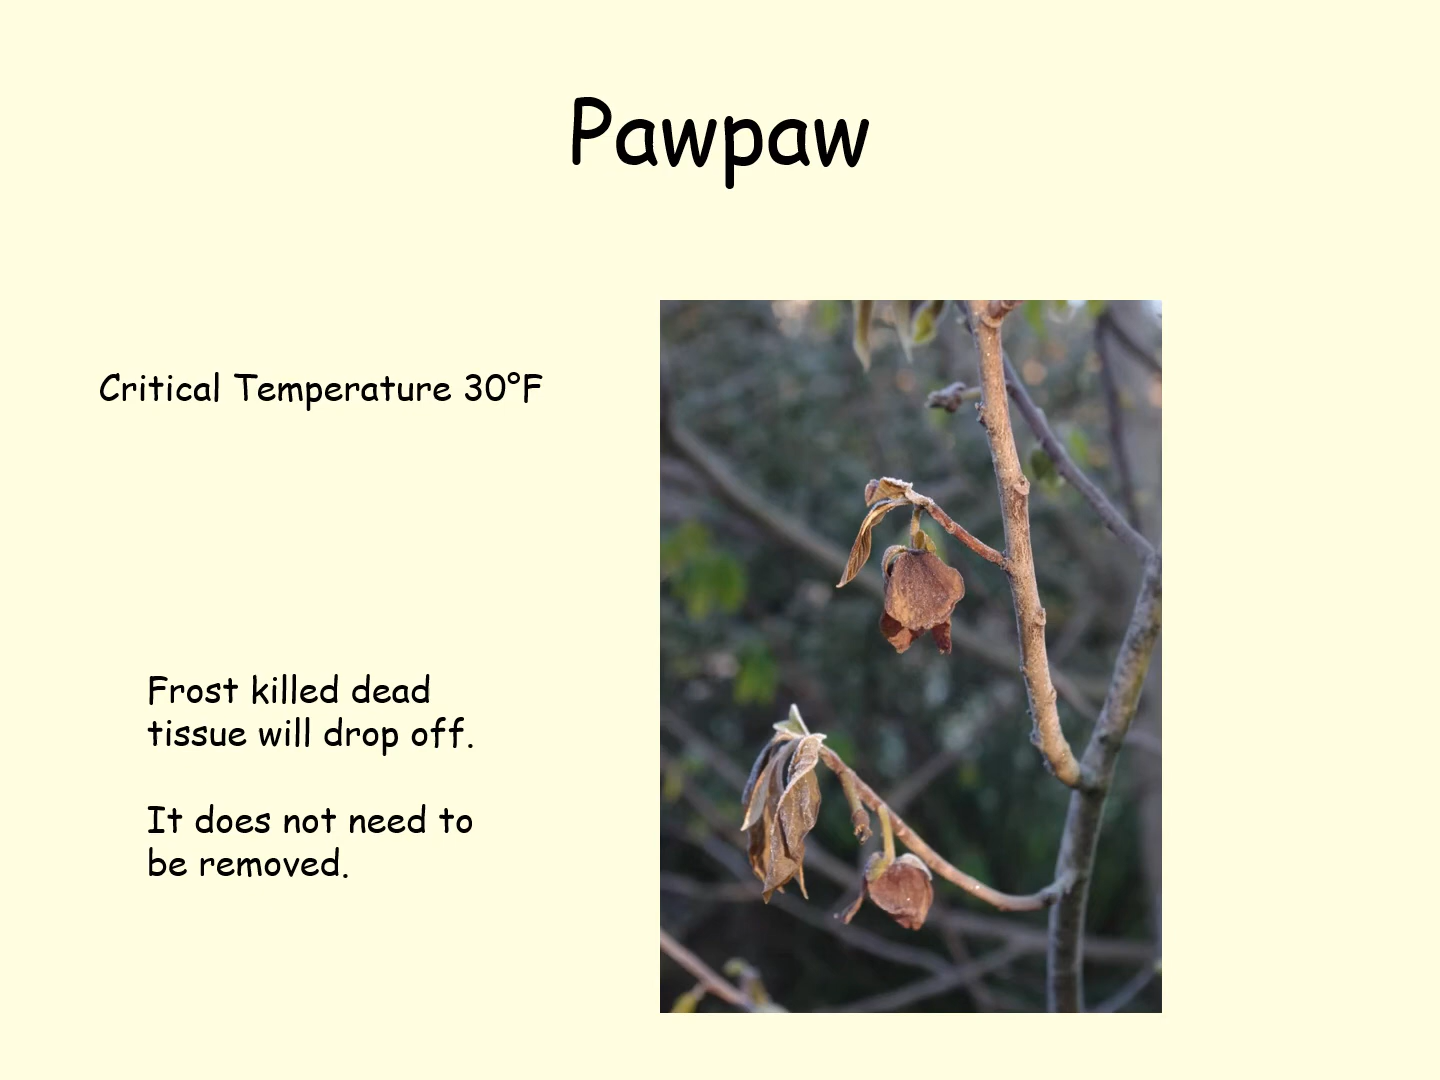 Pawpaw
Critical Temperature 30°F
Frost killed dead
tissue will drop off.
It does not need to
be removed.